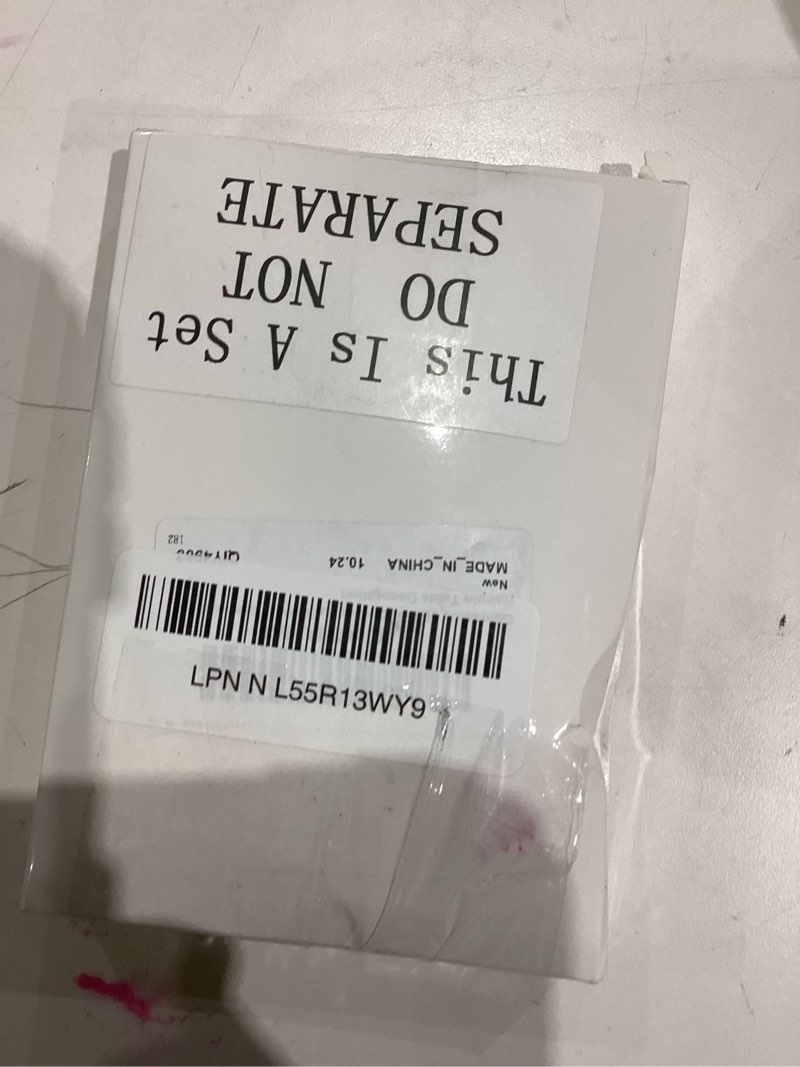 This Is A Set
DO NOT
SEPARATE
LPN N L55R13WY9
New
MADE_IN_CHINA 10.24
182